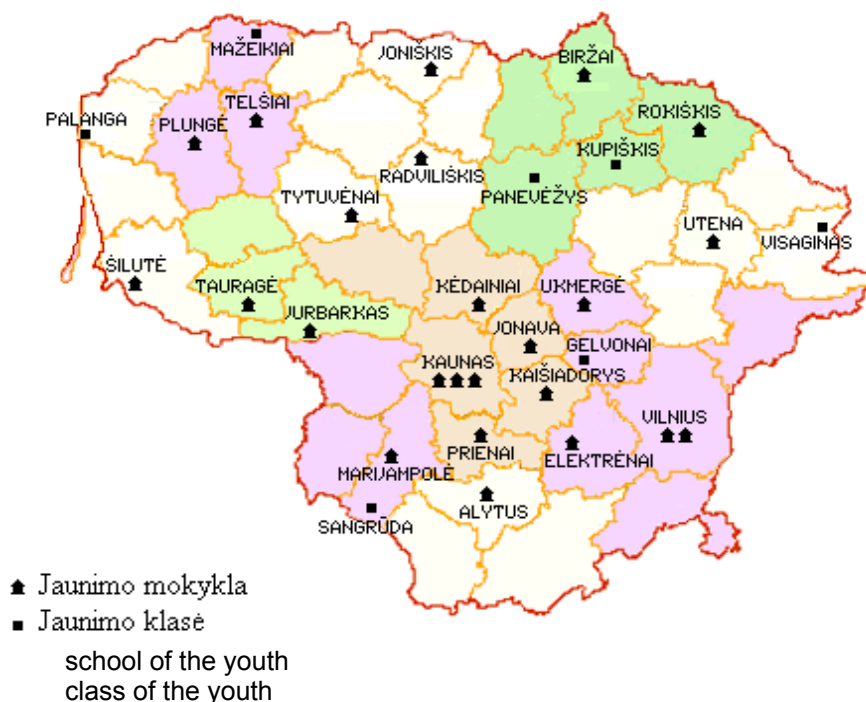 MAŽEIKIAI
JONIŠKIS
BIRŽAI
TELŠIAI
ROKIŠKIS
PALANGA
PLUNGĖ
KUPIŠKIS
RADVILIŠKIS
PANEVĖŽYS
TYTUVĖNAI
UTENA
VISAGINAS
ŠILUTĖ
TAURAGĖ
KĖDAINIAI
UKMERGĖ
JURBARKAS
JONAVA
GELVONAI
KAUNAS
KAIŠIADORYS
VILNIUS
PRIENAI
ELEKTRĖNAI
MARIJAMPOLĖ
ALYTUS
SANGRŪDA
Jaunimo mokykla
Jaunimo klasė
school of the youth
class of the youth